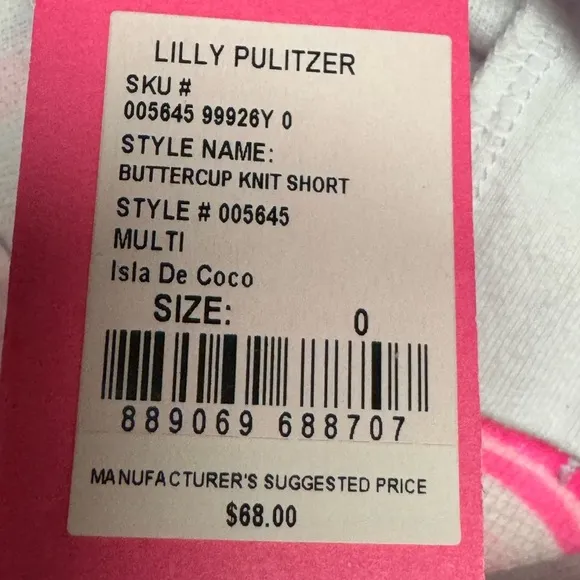 LILLY PULITZER
SKU #
005645 99926Y 0
STYLE NAME:
BUTTERCUP KNIT SHORT
STYLE # 005645
MULTI
Isla De Coco
SIZE: 0
889069 688707
MANUFACTURER'S SUGGESTED PRICE
$68.00